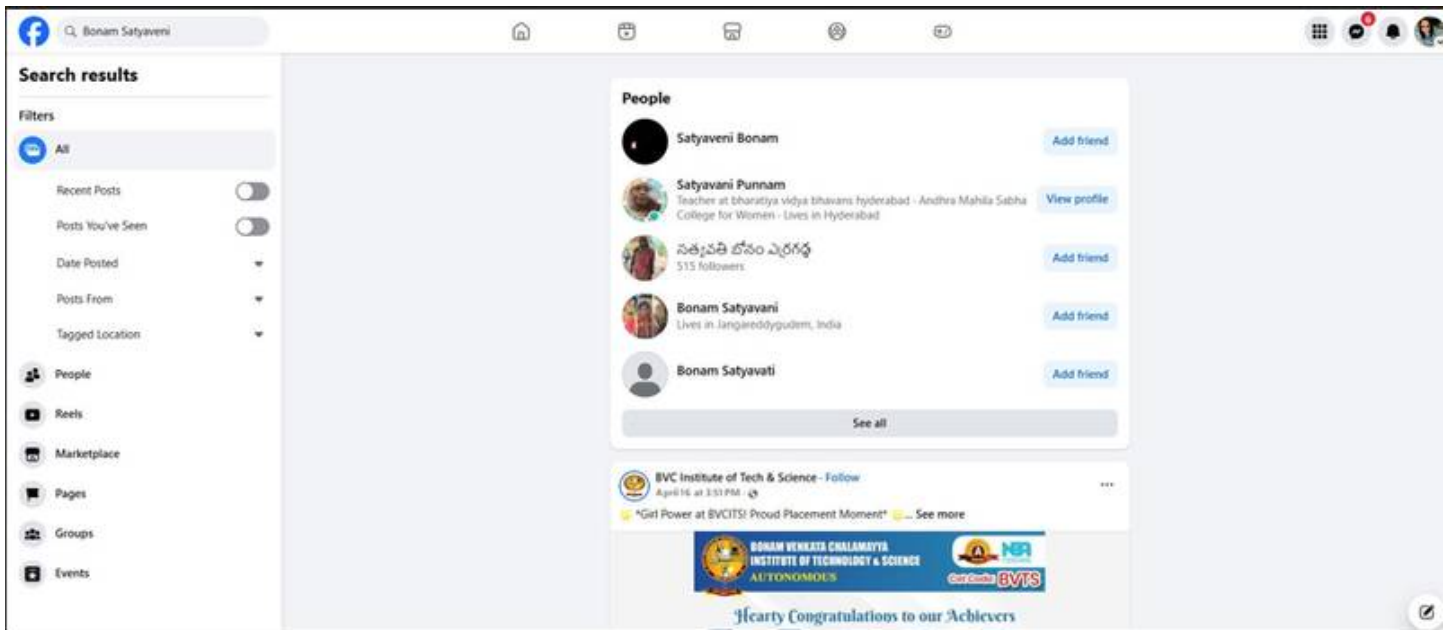 Bonam Satyaveni
6
Search results
Filters
All
Recent Posts
Posts You've Seen
Date Posted
Posts From
Tagged Location
People
Reels
Marketplace
Pages
Groups
Events
People
Satyaveni Bonam
Add friend
Satyavani Punnam
Teacher at bharatiya vidya bhavans hyderabad - Andhra Mahila Sabha
College for Women - Lives in Hyderabad
View profile
సత్యవతి బోనం ఎర్రగడ్డ
515 followers
Add friend
Bonam Satyavani
Lives in Jangareddygudem, India
Add friend
Bonam Satyavati
Add friend
See all
BVC Institute of Tech & Science · Follow
April 16 at 3:51 PM ·
*Girl Power at BVCITS! Proud Placement Moment* ... See more
BONAM VENKATA CHALAMAYYA
INSTITUTE OF TECHNOLOGY & SCIENCE
AUTONOMOUS
A
NBA
BVTS
Hearty Congratulations to our Achievers